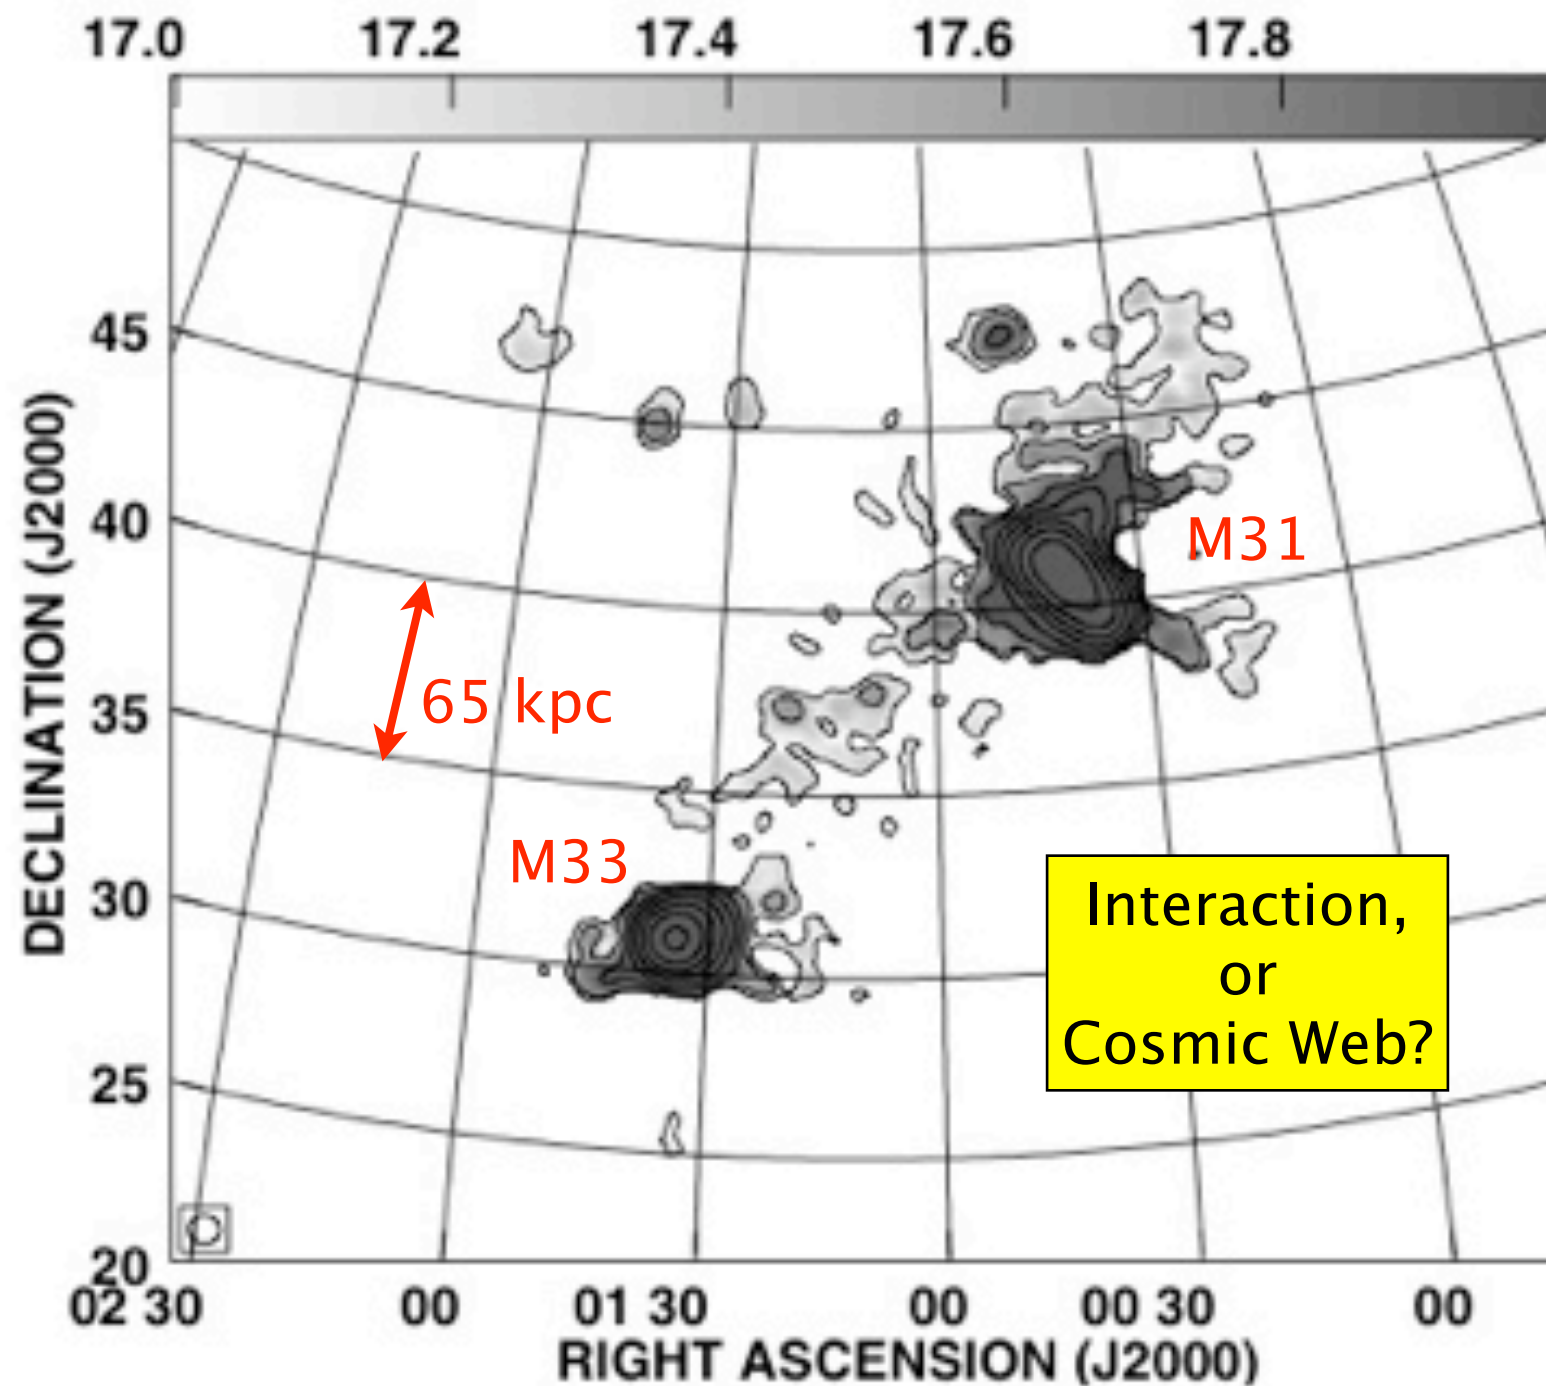 17.0 17.2 17.4 17.6 17.8
45
40
35
30
25
20
DECLINATION (J2000)
M31
65 kpc
M33
Interaction,
or
Cosmic Web?
02 30 00 01 30 00 00 30 00
RIGHT ASCENSION (J2000)